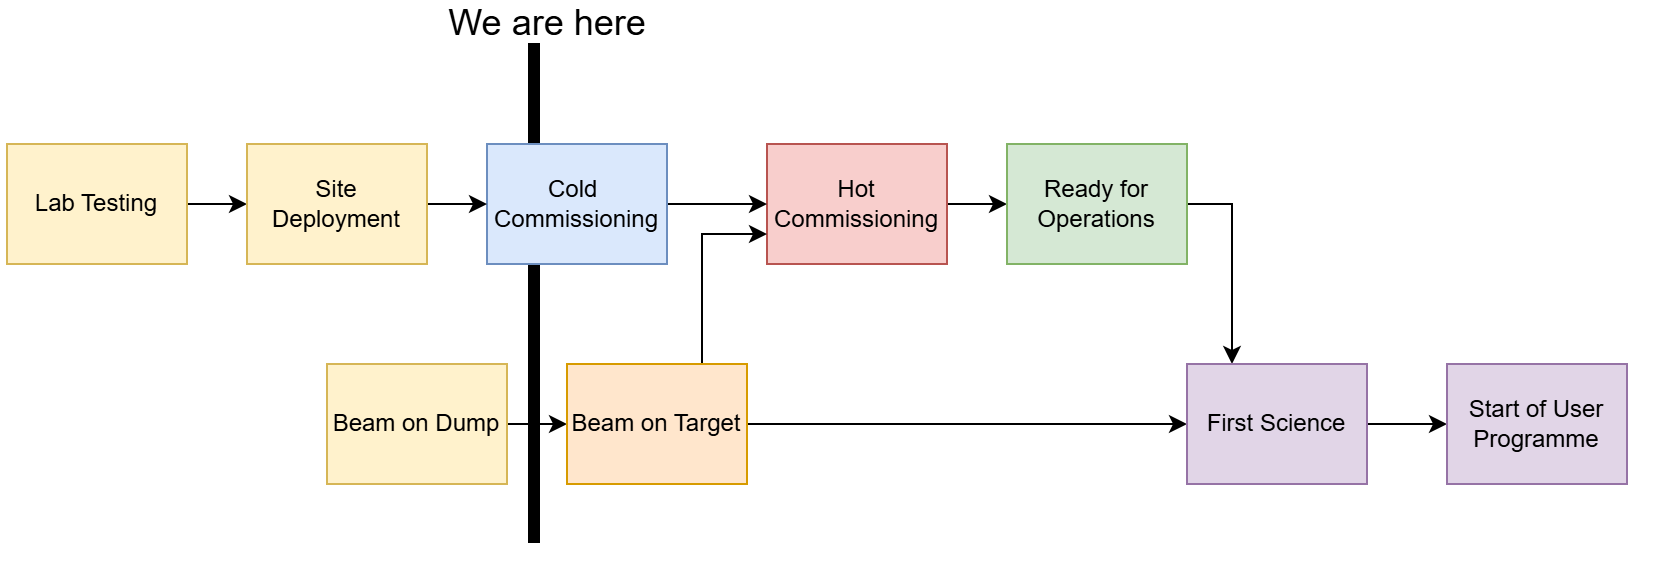 We are here
Lab Testing
Site
Deployment
Cold
Commissioning
Hot
Commissioning
Ready for
Operations
Beam on Dump
Beam on Target
First Science
Start of User
Programme